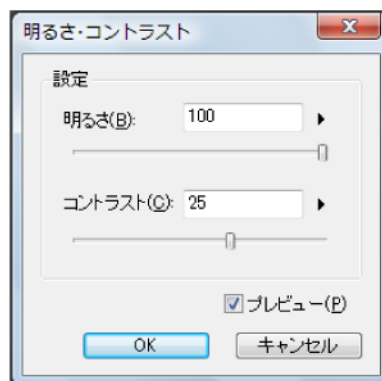 明るさ・コントラスト
設定
明るさ(B): 100
コントラスト(C): 25
プレビュー(P)
OK キャンセル